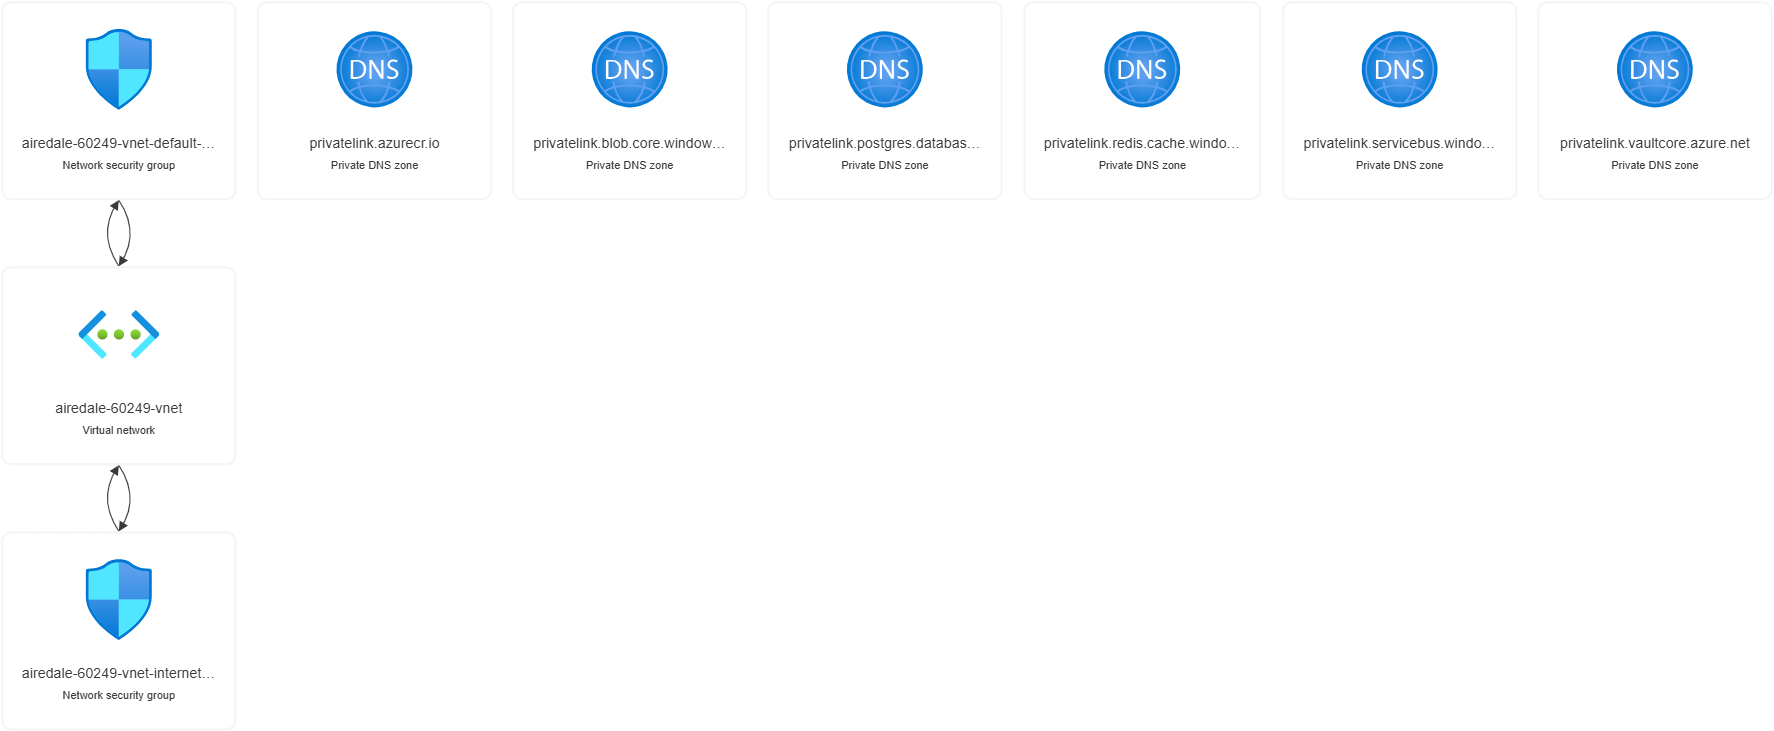 airedale-60249-vnet-default-...
Network security group
DNS
privatelink.azurecr.io
Private DNS zone
DNS
privatelink.blob.core.window...
Private DNS zone
DNS
privatelink.postgres.databas...
Private DNS zone
DNS
privatelink.redis.cache.windo...
Private DNS zone
DNS
privatelink.servicebus.windo...
Private DNS zone
DNS
privatelink.vaultcore.azure.net
Private DNS zone
airedale-60249-vnet
Virtual network
airedale-60249-vnet-internet...
Network security group